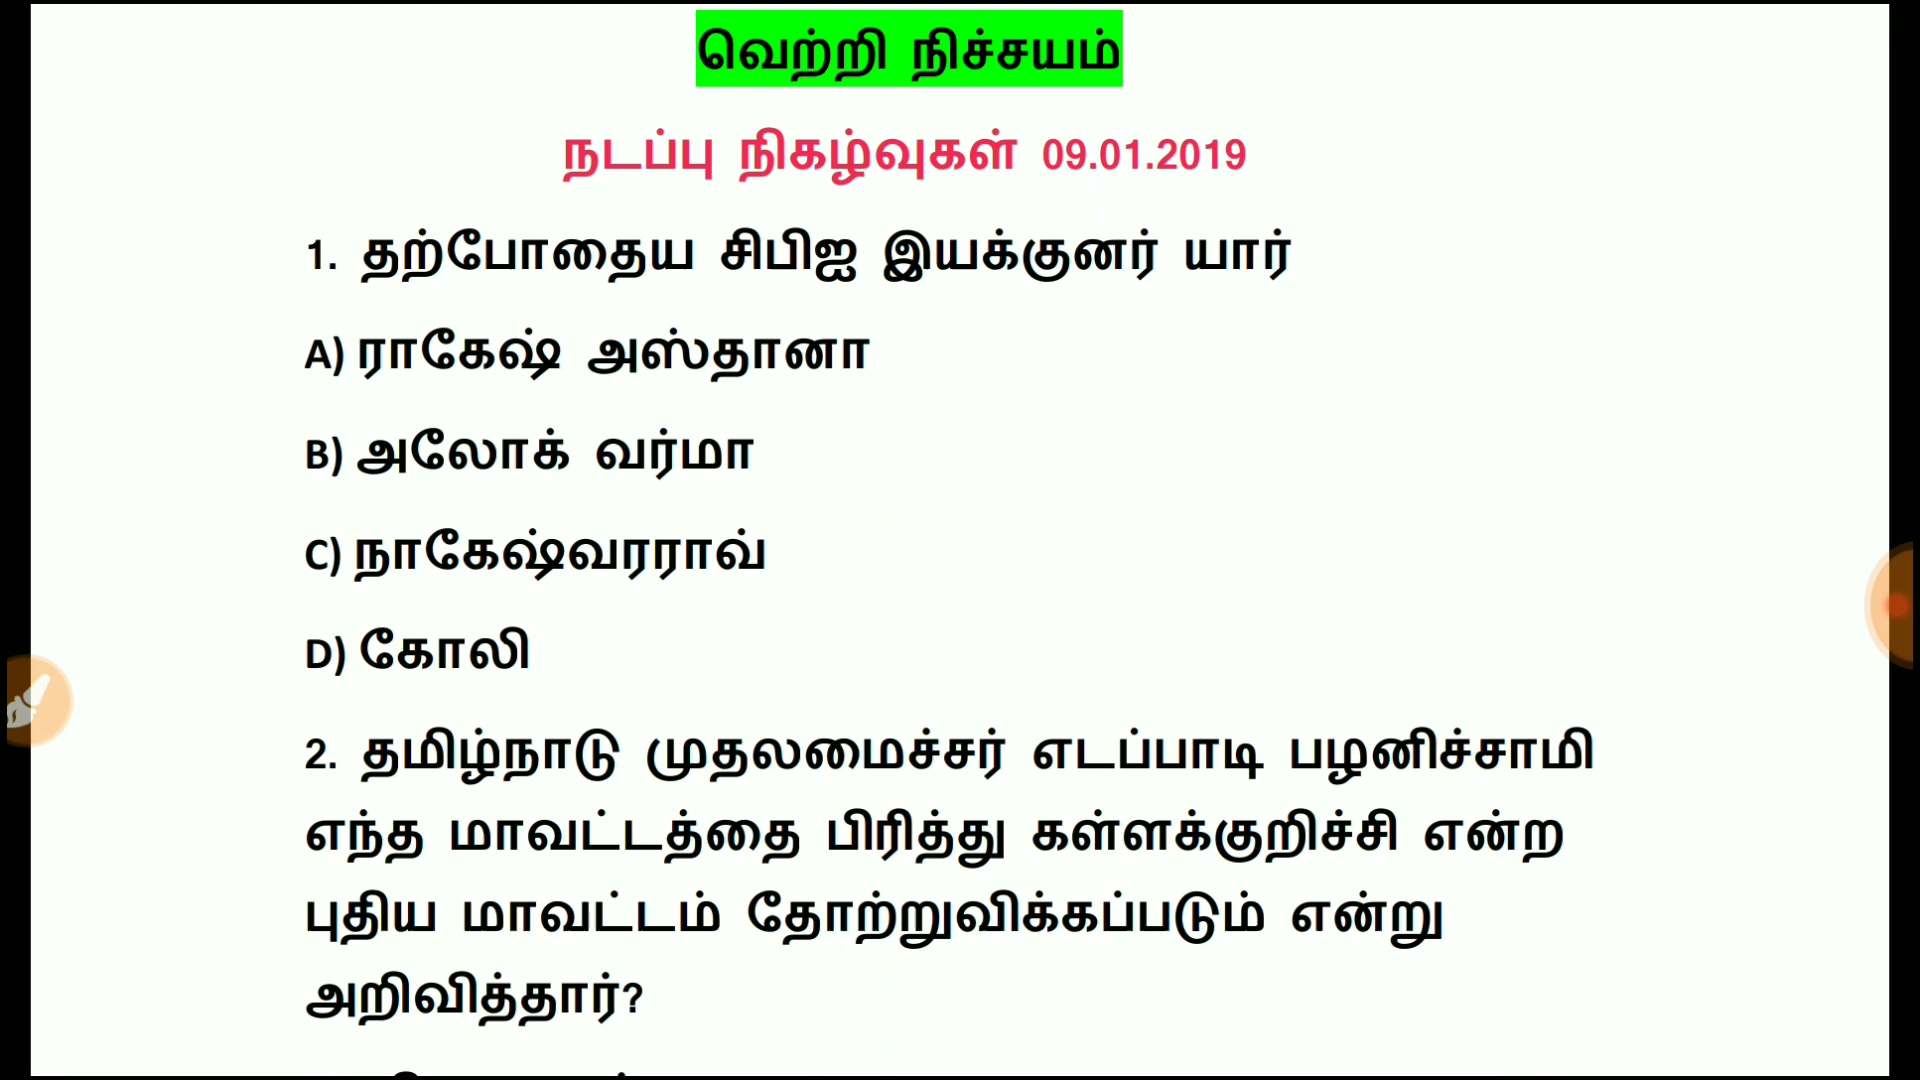 வெற்றி நிச்சயம்
நடப்பு நிகழ்வுகள் 09.01.2019
1. தற்போதைய சிபிஐ இயக்குனர் யார்
A) ராகேஷ் அஸ்தானா
B) அலோக் வர்மா
C) நாகேஷ்வரராவ்
D) கோலி
2. தமிழ்நாடு முதலமைச்சர் எடப்பாடி பழனிச்சாமி
எந்த மாவட்டத்தை பிரித்து கள்ளக்குறிச்சி என்ற
புதிய மாவட்டம் தோற்றுவிக்கப்படும் என்று
அறிவித்தார்?